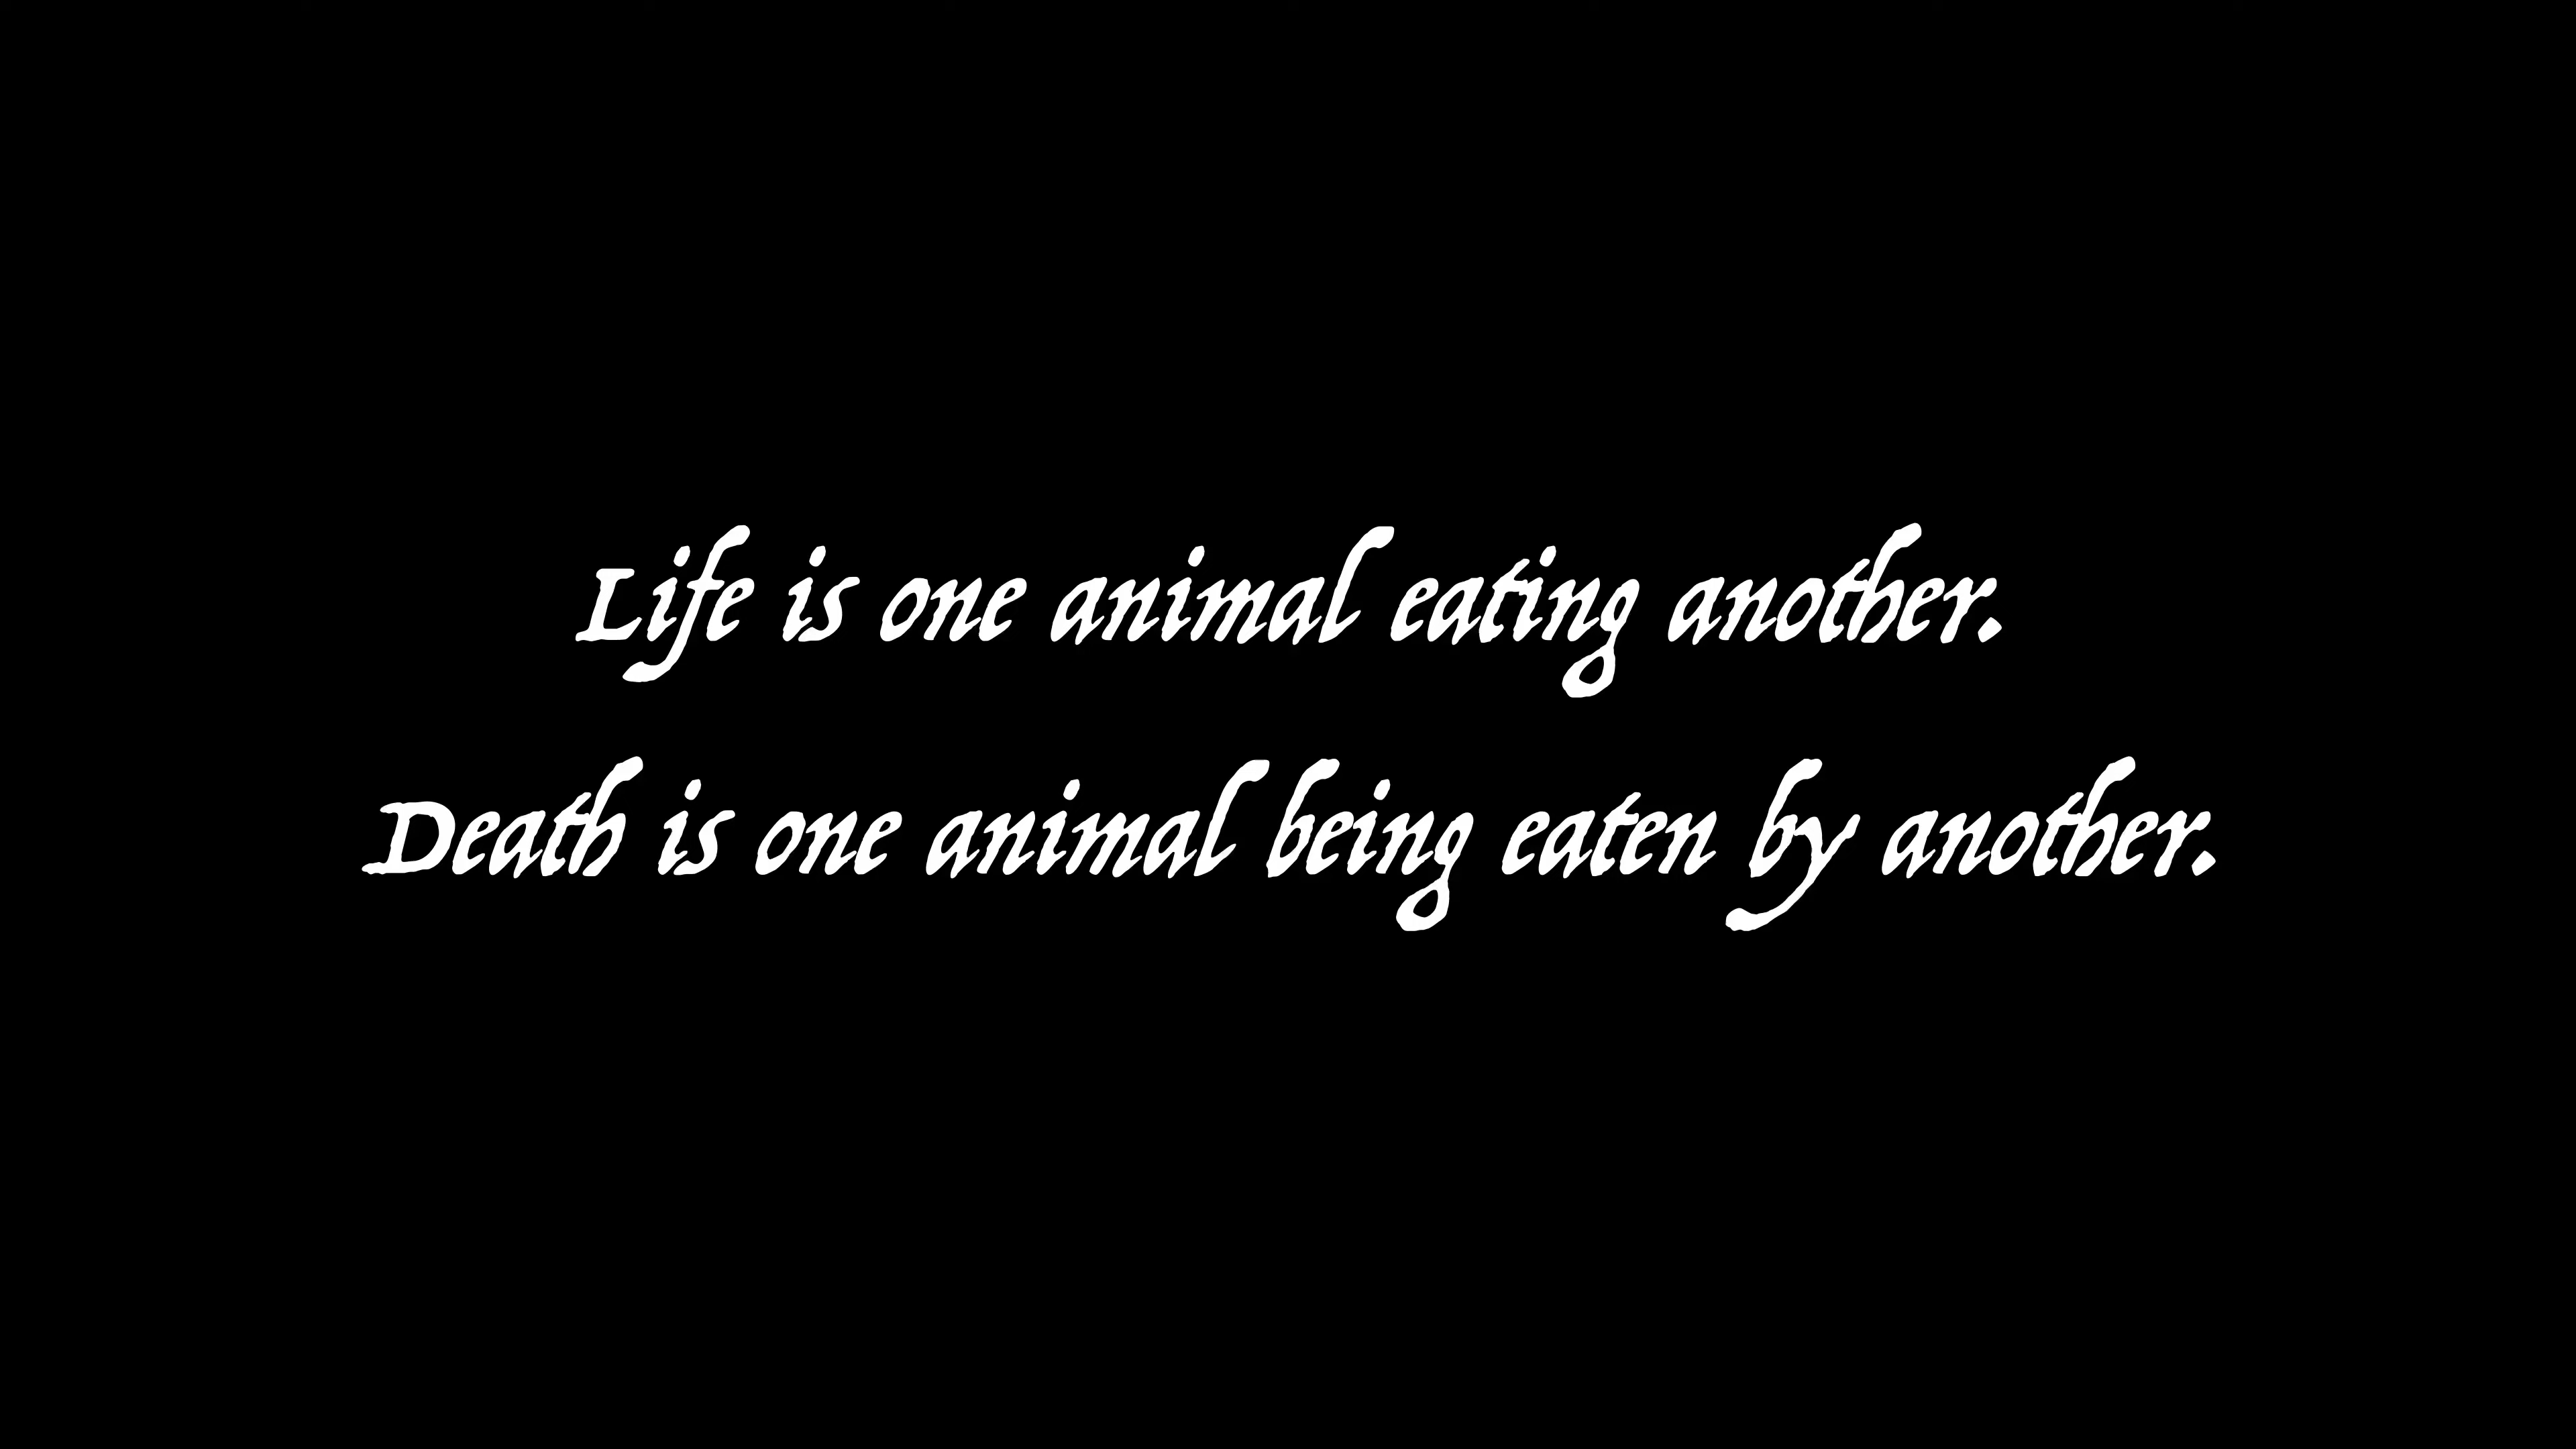 Life is one animal eating another.
Death is one animal being eaten by another.